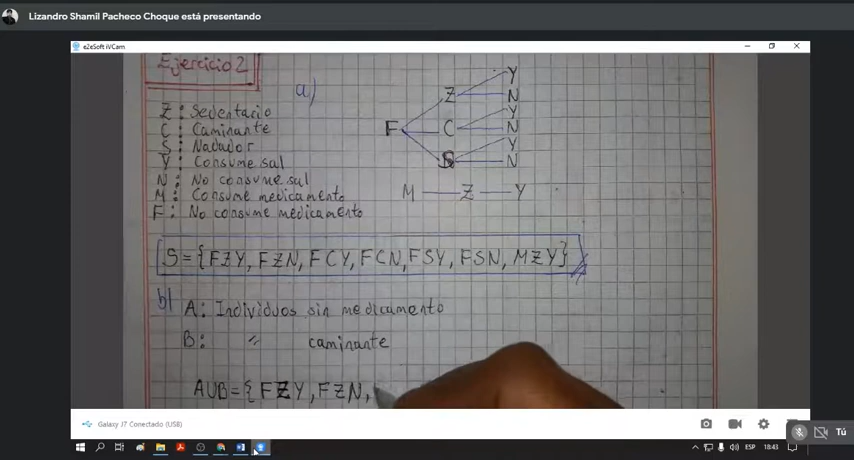 Lizandro Shamil Pacheco Choque está presentando
e2eSoft iVCam
Ejercicio 2
a)
Z: Sedentario
C: Caminante
S: Nadador
Y: Consume sal
N: No consume sal
M: Consume medicamento
F: No consume medicamento
Y
Z
N
Y
F
C
N
Y
S
N
M — Z — Y
S={FZY, FZN, FCY, FCN, FSY, FSN, MZY}
b) A: Individuos sin medicamento
B: " caminante
AUB={FZY, FZN,
Galaxy J7 Conectado (USB)
Tú
ESP
18:43